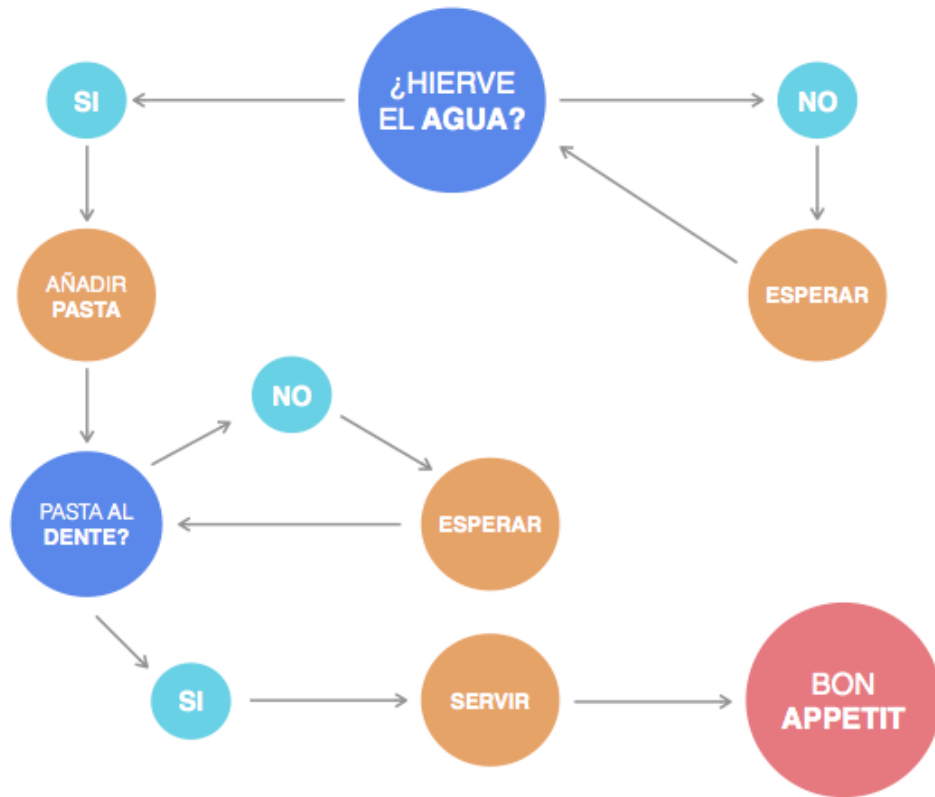 ¿HIERVE
EL AGUA?
SI
NO
AÑADIR
PASTA
ESPERAR
NO
PASTA AL
DENTE?
ESPERAR
SI
SERVIR
BON
APPETIT